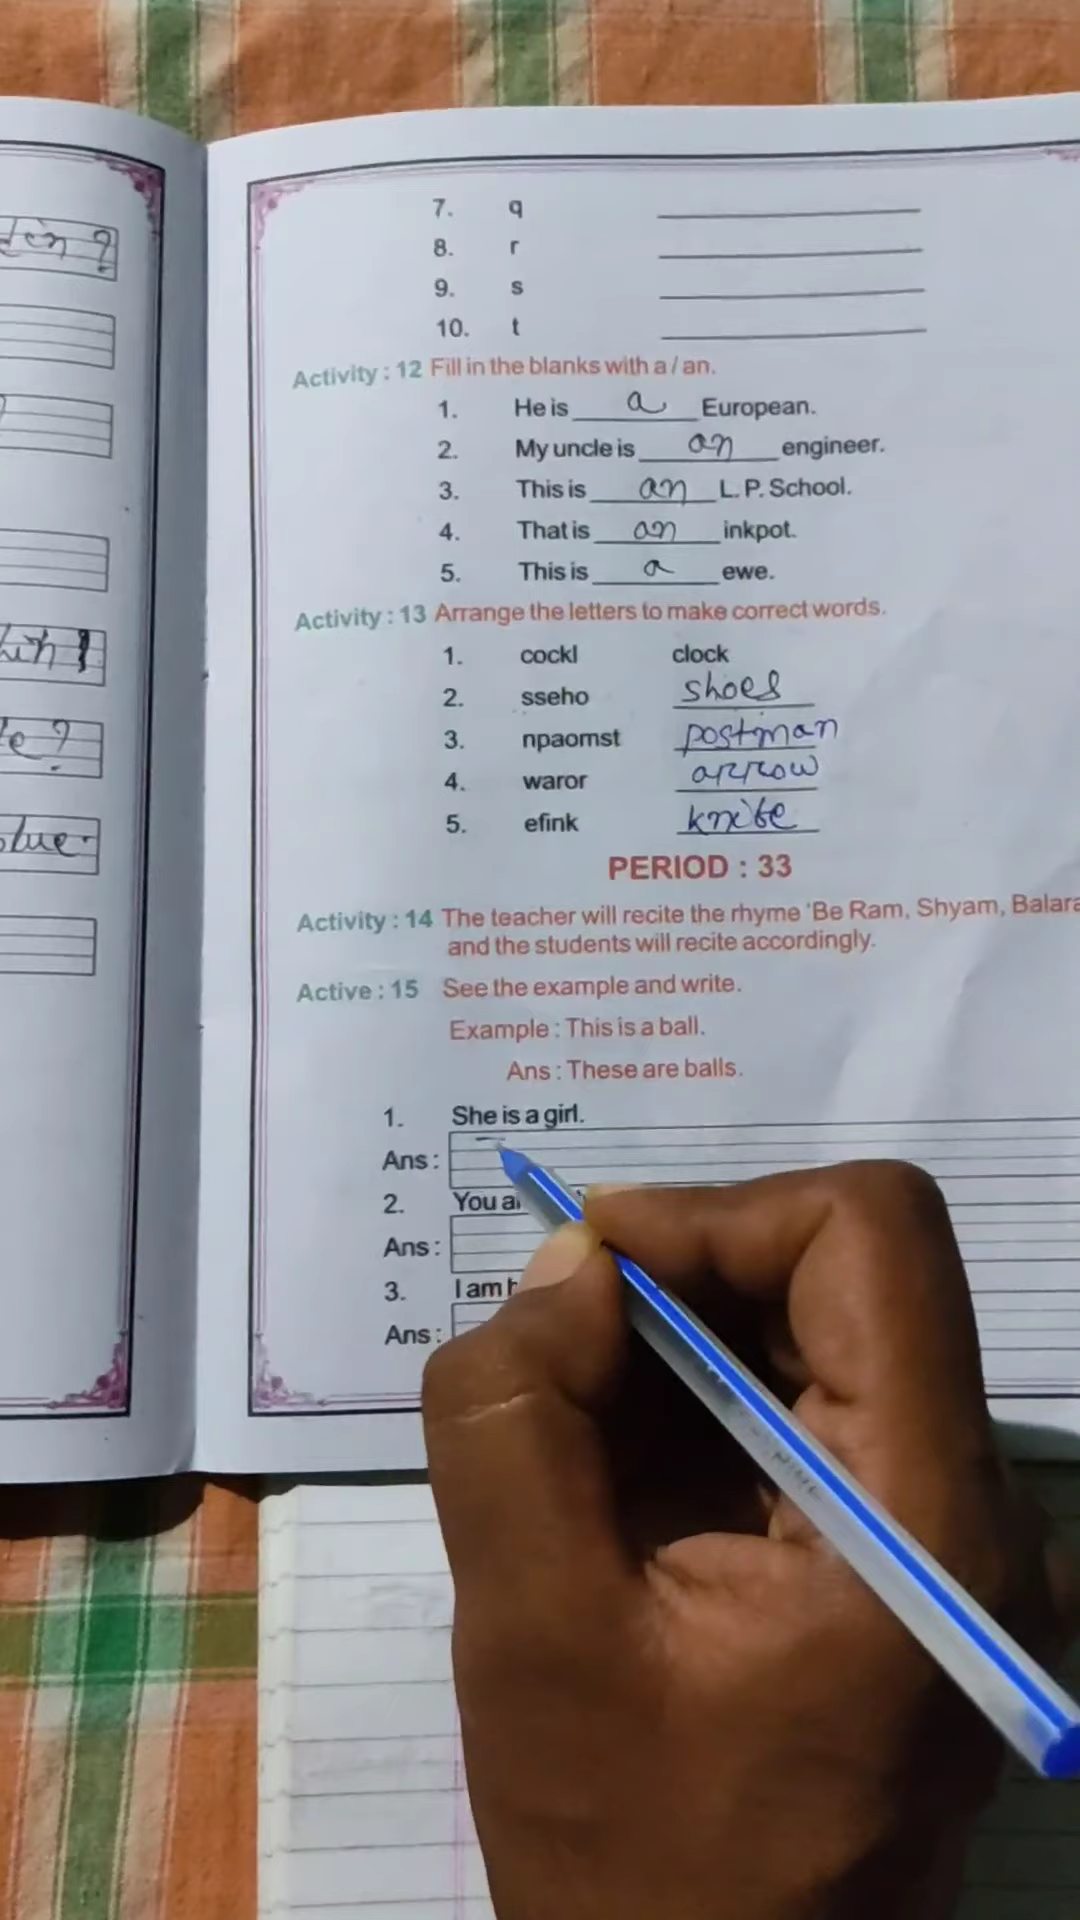 7. q
8. r
9. s
10. t
Activity : 12 Fill in the blanks with a / an.
1. He is a European.
2. My uncle is an engineer.
3. This is an L. P. School.
4. That is an inkpot.
5. This is a ewe.
Activity : 13 Arrange the letters to make correct words.
1. cockl clock
2. sseho shoes
3. npaomst postman
4. waror arrow
5. efink knife
PERIOD : 33
Activity : 14 The teacher will recite the rhyme 'Be Ram, Shyam,
and the students will recite accordingly.
Active : 15 See the example and write.
Example : This is a ball.
Ans : These are balls.
1. She is a girl.
Ans :
2. You
Ans :
3. I am
Ans :